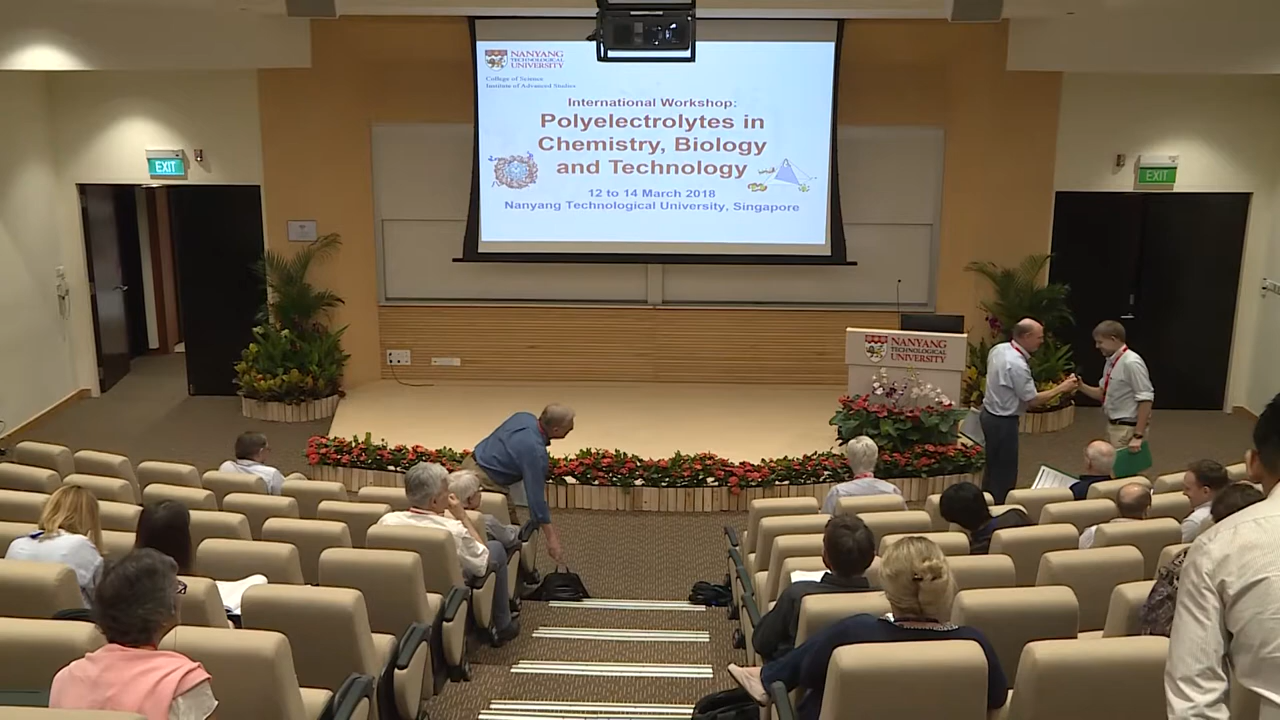 NANYANG
TECHNOLOGICAL
UNIVERSITY
College of Science
Institute of Advanced Studies
International Workshop:
Polyelectrolytes in
Chemistry, Biology
and Technology
12 to 14 March 2018
Nanyang Technological University, Singapore
EXIT
EXIT
NANYANG
TECHNOLOGICAL
UNIVERSITY